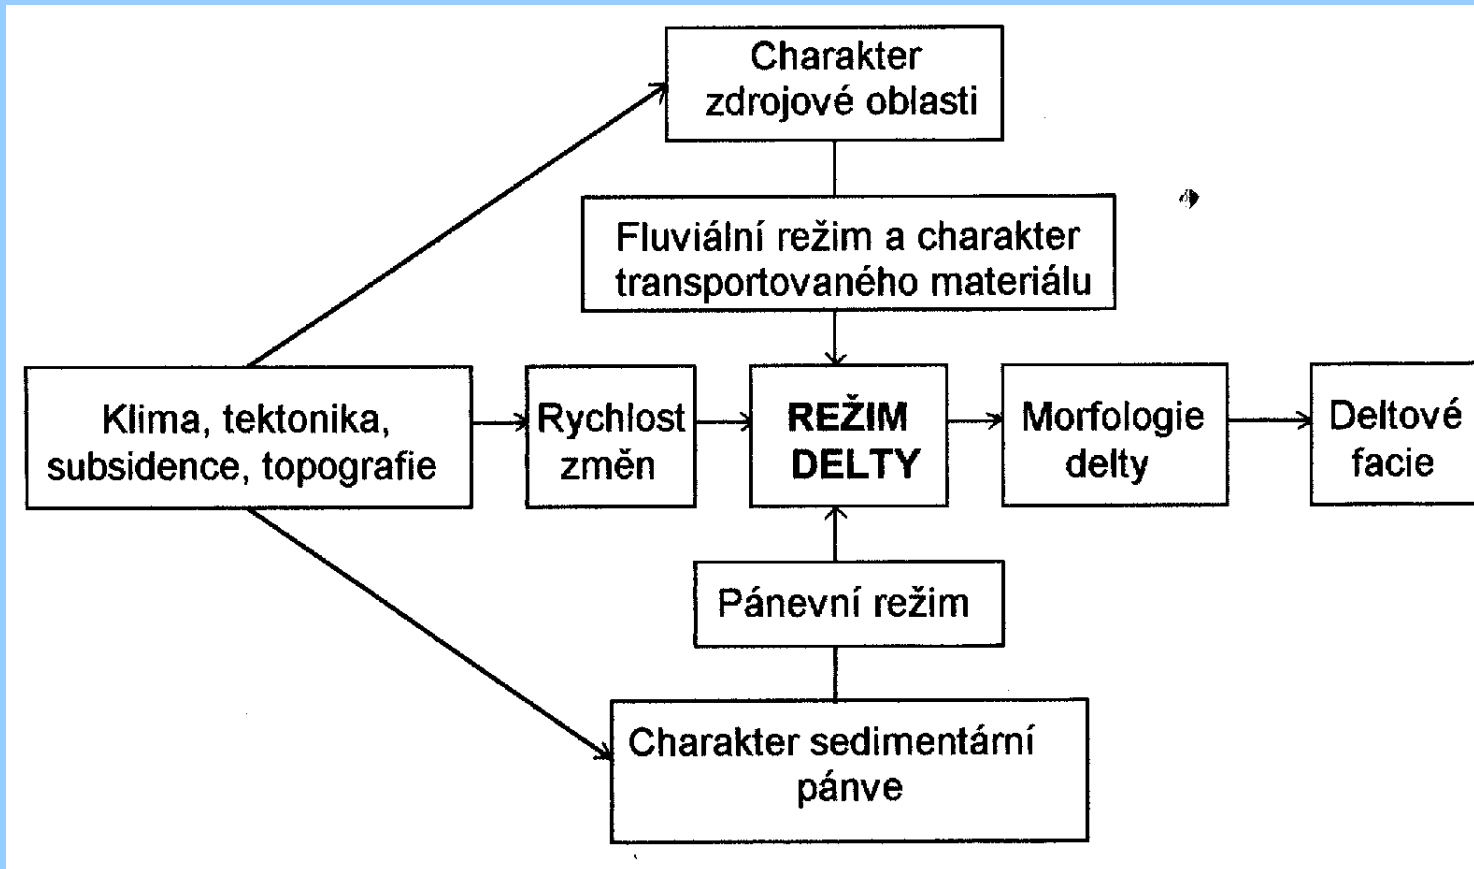 Charakter
zdrojové oblasti
Fluviální režim a charakter
transportovaného materiálu
Klima, tektonika,
subsidence, topografie
Rychlost
změn
REŽIM
DELTY
Morfologie
delty
Deltové
facie
Pánevní režim
Charakter sedimentární
pánve